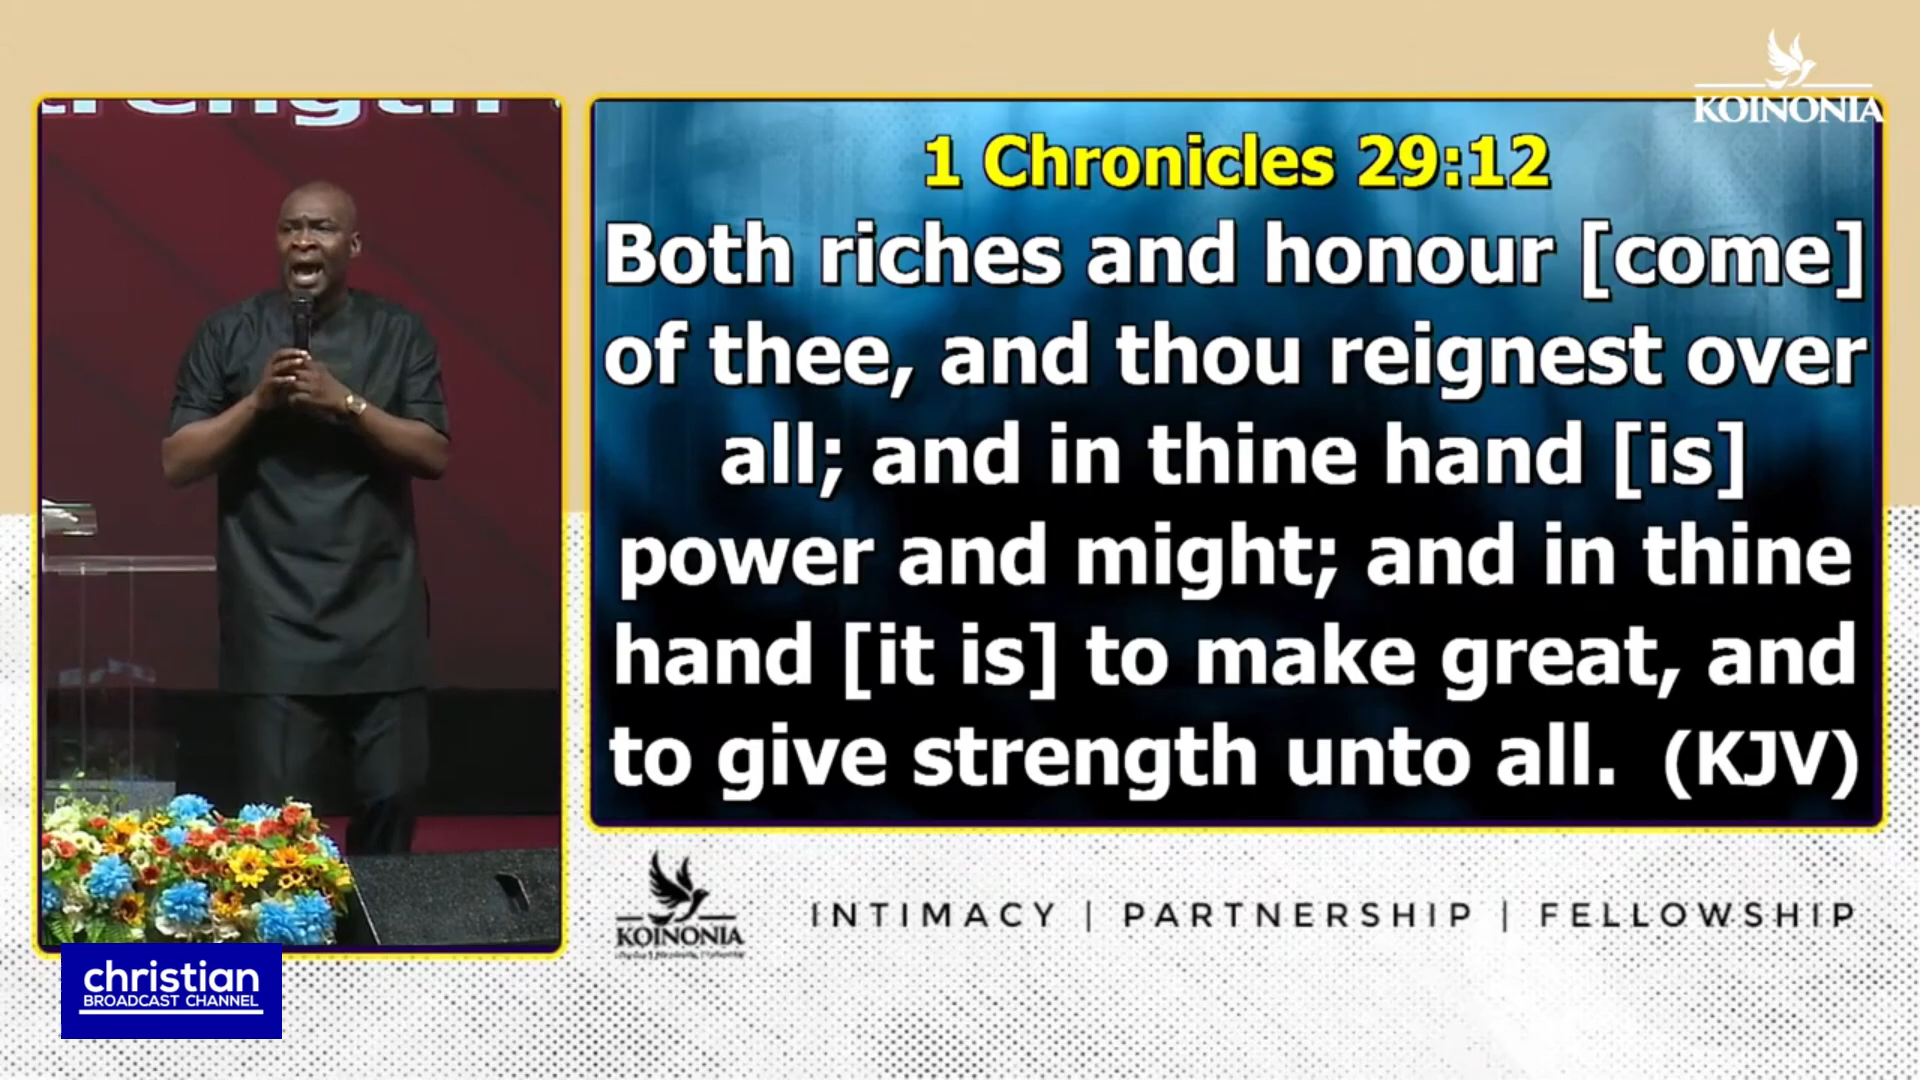 KOINONIA
1 Chronicles 29:12
Both riches and honour [come]
of thee, and thou reignest over
all; and in thine hand [is]
power and might; and in thine
hand [it is] to make great, and
to give strength unto all. (KJV)
KOINONIA
INTIMACY | PARTNERSHIP | FELLOWSHIP
christian
BROADCAST CHANNEL